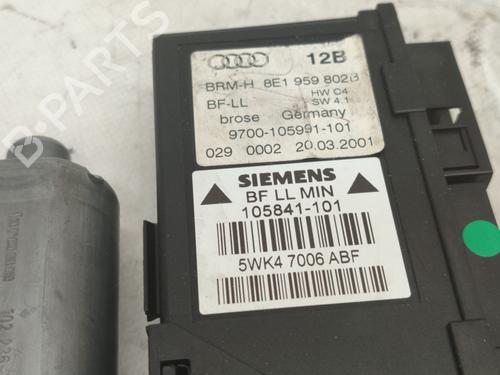 B-PARTS
12B
BRM-H 8E1 959 802B
BF-LL HW C4
SW 4.1
brose Germany
9700-105991-101
029 0002 20.03.2001
SIEMENS
BF LL MIN
105841-101
5WK4 7006 ABF